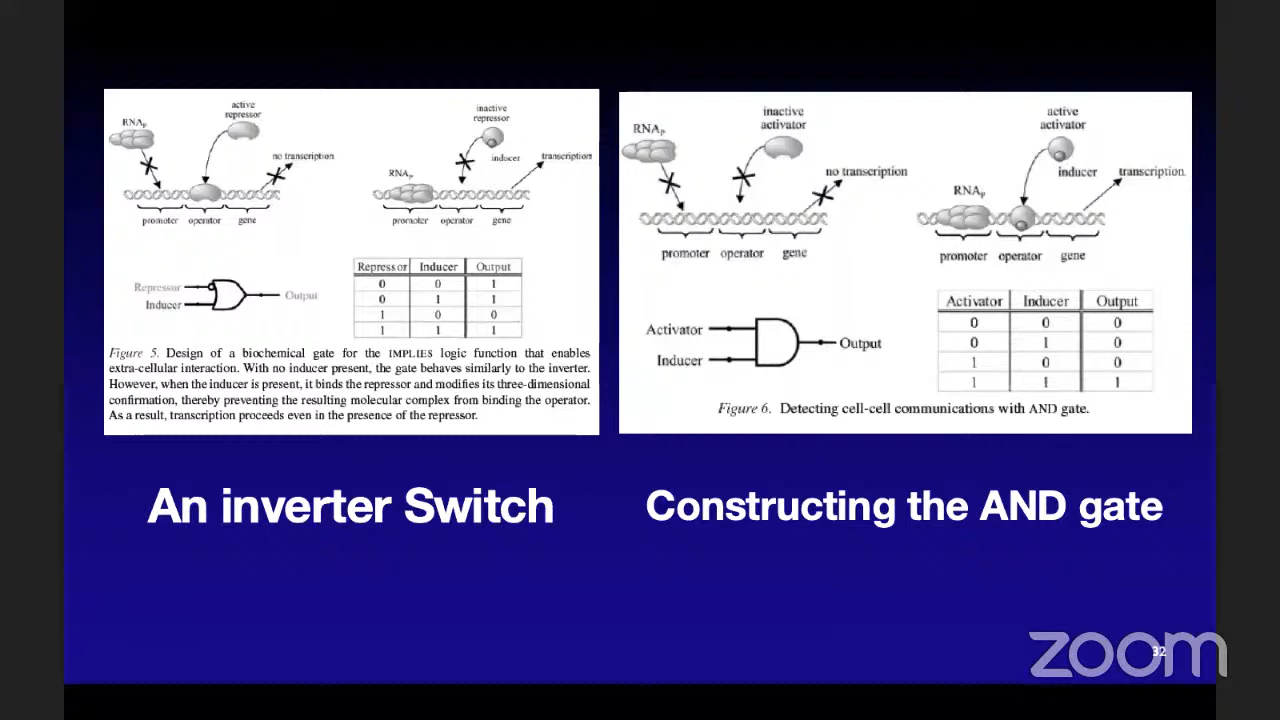 RNAP
active
repressor
no transcription
promoter operator gene
inactive
repressor
inducer
transcription
RNAP
promoter operator gene
Repressor
Inducer
Output
Repressor Inducer Output
0 0 1
0 1 1
1 0 0
1 1 1
Figure 5. Design of a biochemical gate for the IMPLIES logic function that enables
extra-cellular interaction. With no inducer present, the gate behaves similarly to the inverter.
However, when the inducer is present, it binds the repressor and modifies its three-dimensional
confirmation, thereby preventing the resulting molecular complex from binding the operator.
As a result, transcription proceeds even in the presence of the repressor.
RNAP
inactive
activator
no transcription
promoter operator gene
active
activator
inducer
transcription
RNAP
promoter operator gene
Activator
Inducer
Output
Activator Inducer Output
0 0 0
0 1 0
1 0 0
1 1 1
Figure 6. Detecting cell-cell communications with AND gate.
An inverter Switch
Constructing the AND gate
32
zoom